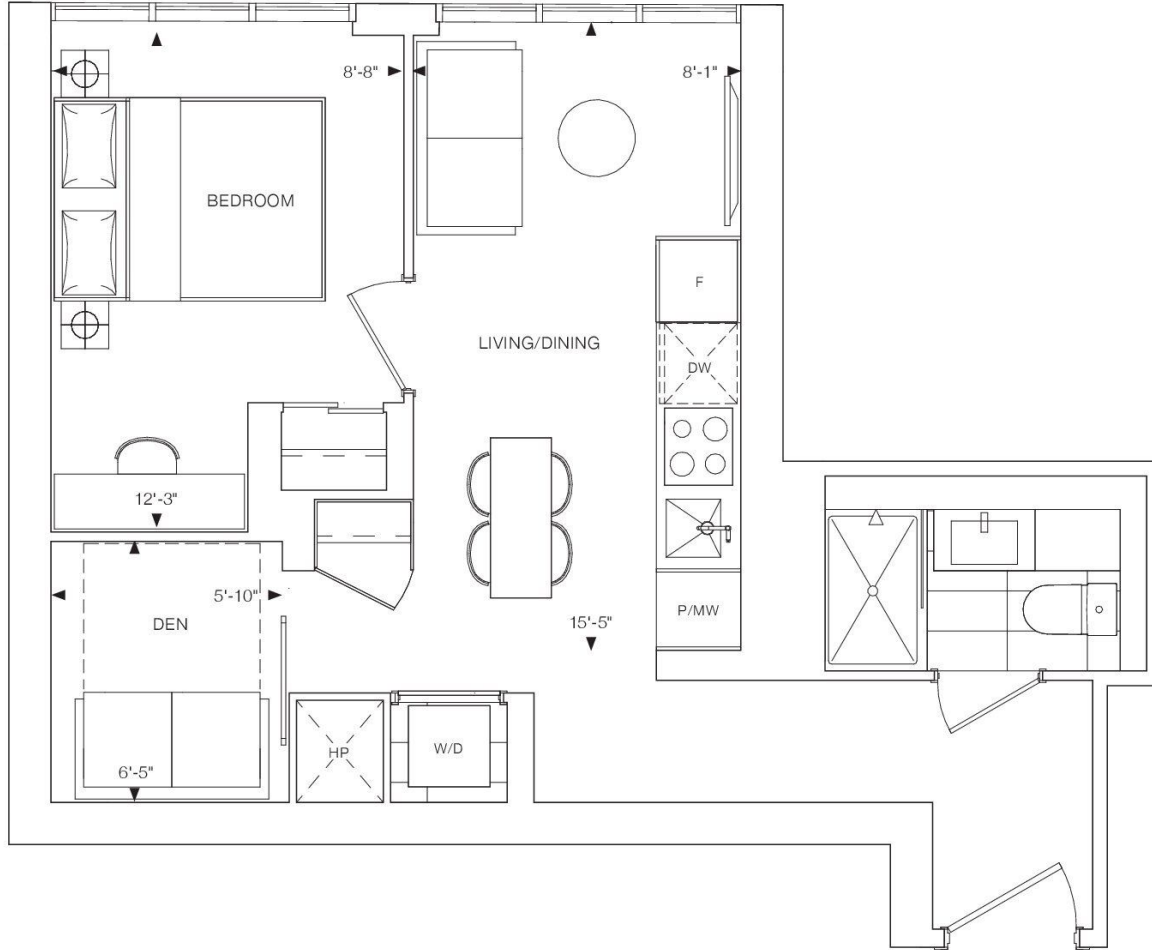 8'-8"
8'-1"
BEDROOM
F
LIVING/DINING
DW
12'-3"
5'-10"
P/MW
DEN
15'-5"
HP
W/D
6'-5"